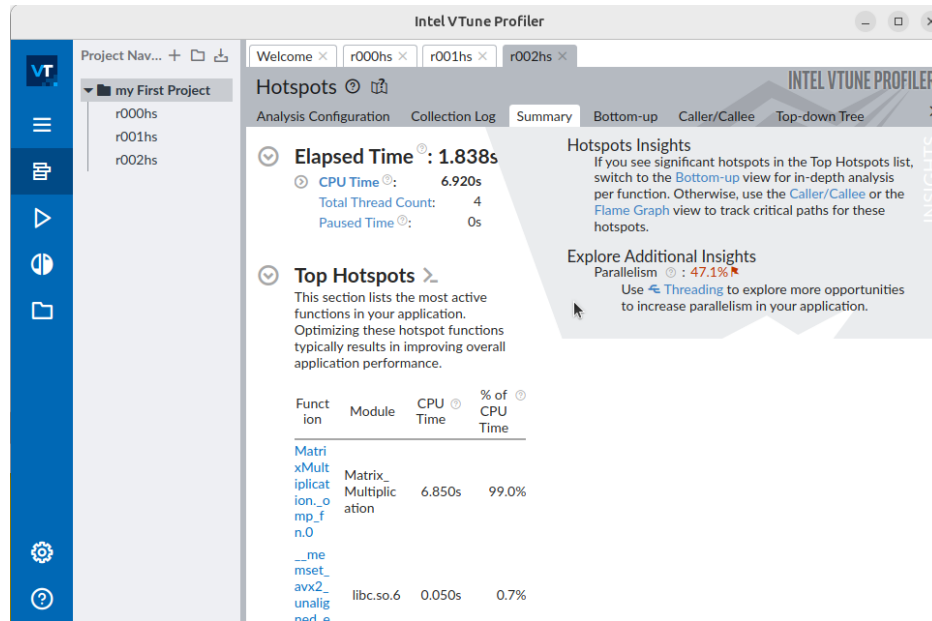 Intel VTune Profiler
VT
Project Nav...
my First Project
r000hs
r001hs
r002hs
Welcome
r000hs
r001hs
r002hs
Hotspots
INTEL VTUNE PROFILER
Analysis Configuration
Collection Log
Summary
Bottom-up
Caller/Callee
Top-down Tree
Elapsed Time : 1.838s
CPU Time : 6.920s
Total Thread Count: 4
Paused Time : 0s
Top Hotspots
This section lists the most active
functions in your application.
Optimizing these hotspot functions
typically results in improving overall
application performance.
Funct
ion
Module
CPU
Time
% of
CPU
Time
Matri
xMult
iplicat
ion._o
mp_f
n.0
Matrix_
Multiplic
ation
6.850s
99.0%
__me
mset_
avx2_
unalig
ned_e
libc.so.6
0.050s
0.7%
Hotspots Insights
If you see significant hotspots in the Top Hotspots list,
switch to the Bottom-up view for in-depth analysis
per function. Otherwise, use the Caller/Callee or the
Flame Graph view to track critical paths for these
hotspots.
Explore Additional Insights
Parallelism : 47.1%
Use Threading to explore more opportunities
to increase parallelism in your application.
INSIGHTS